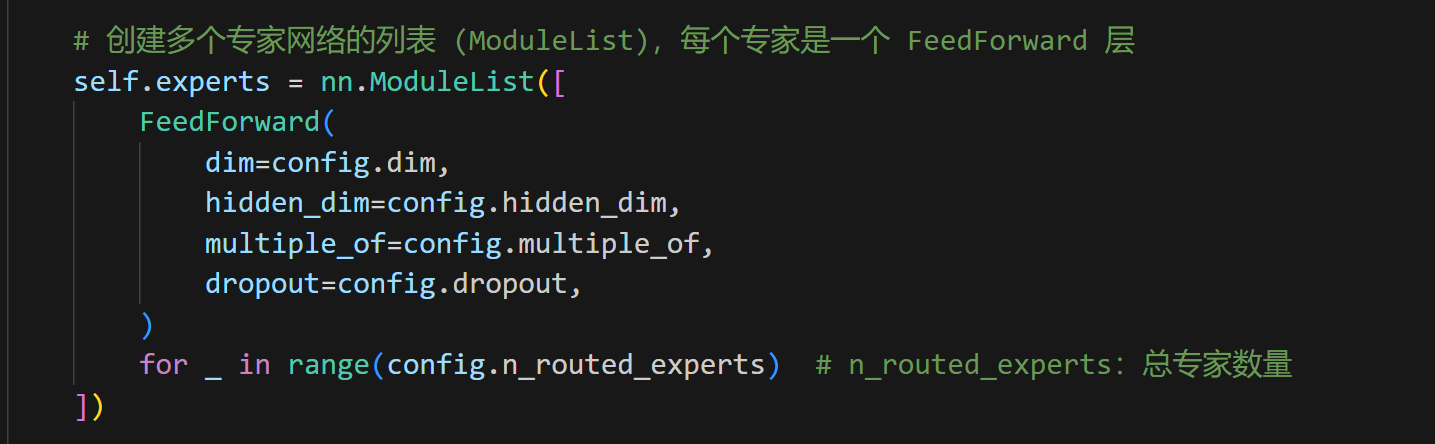 # 创建多个专家网络的列表 (ModuleList)，每个专家是一个 FeedForward 层
self.experts = nn.ModuleList([
FeedForward(
dim=config.dim,
hidden_dim=config.hidden_dim,
multiple_of=config.multiple_of,
dropout=config.dropout,
)
for _ in range(config.n_routed_experts)  # n_routed_experts：总专家数量
])